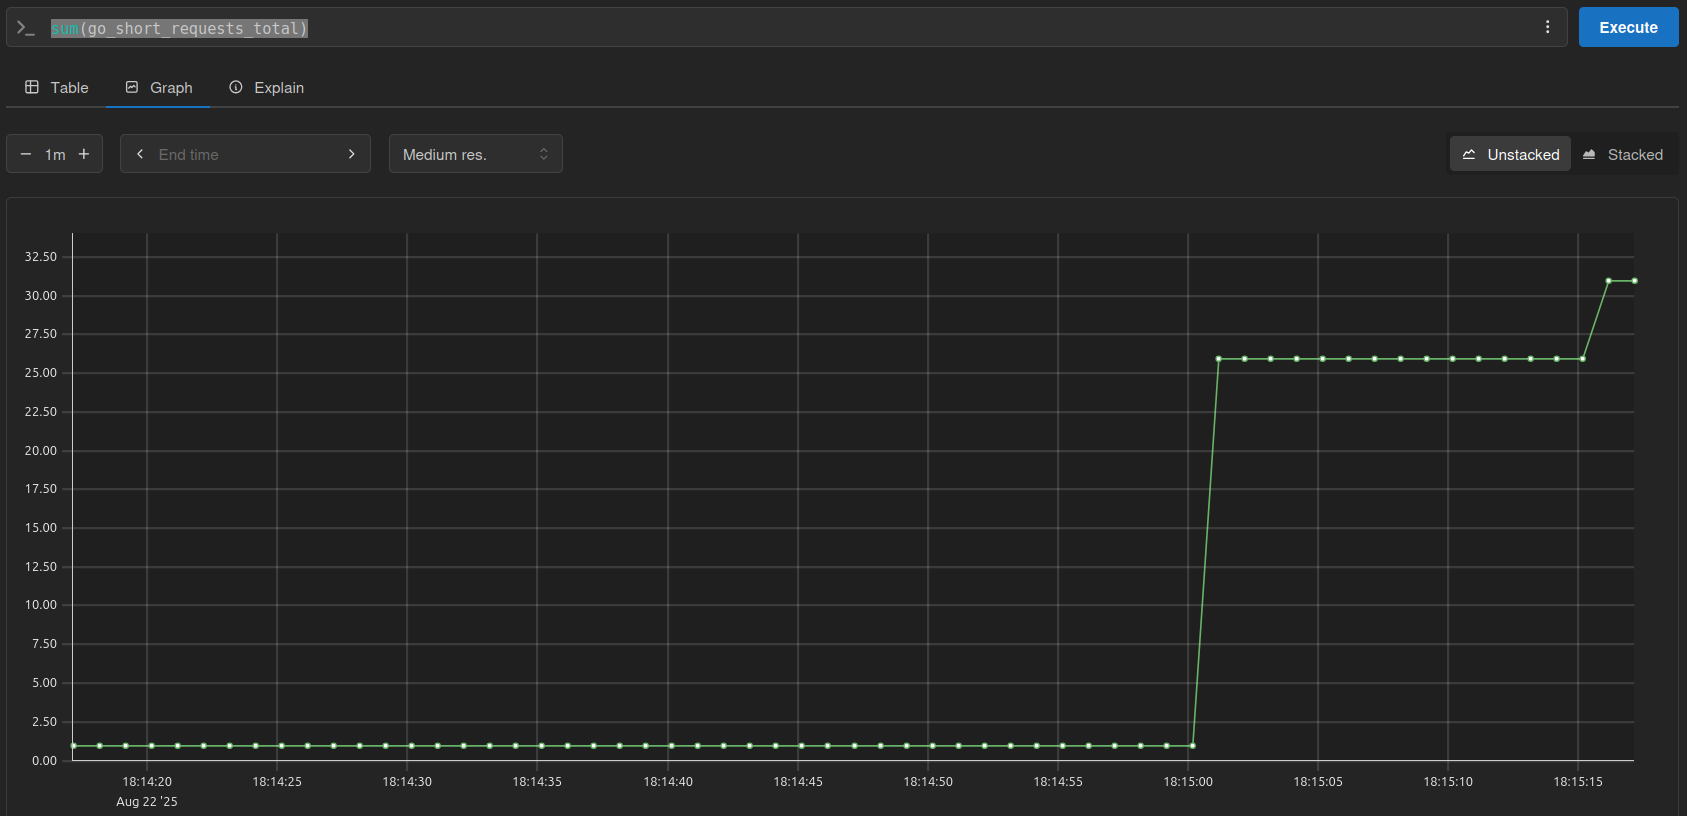 sum(go_short_requests_total)
Execute
Table Graph Explain
1m End time Medium res. Unstacked Stacked
32.50
30.00
27.50
25.00
22.50
20.00
17.50
15.00
12.50
10.00
7.50
5.00
2.50
0.00
18:14:20 18:14:25 18:14:30 18:14:35 18:14:40 18:14:45 18:14:50 18:14:55 18:15:00 18:15:05 18:15:10 18:15:15
Aug 22 '25